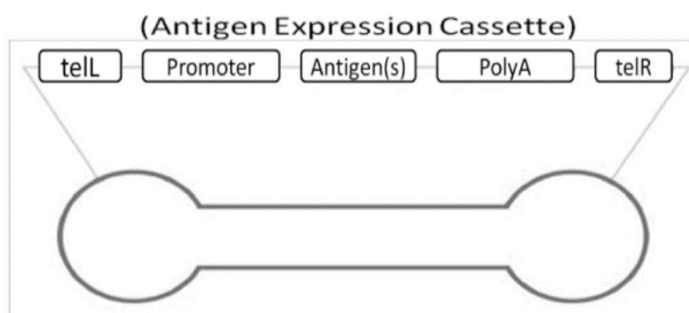 (Antigen Expression Cassette)
telL Promoter Antigen(s) PolyA telR